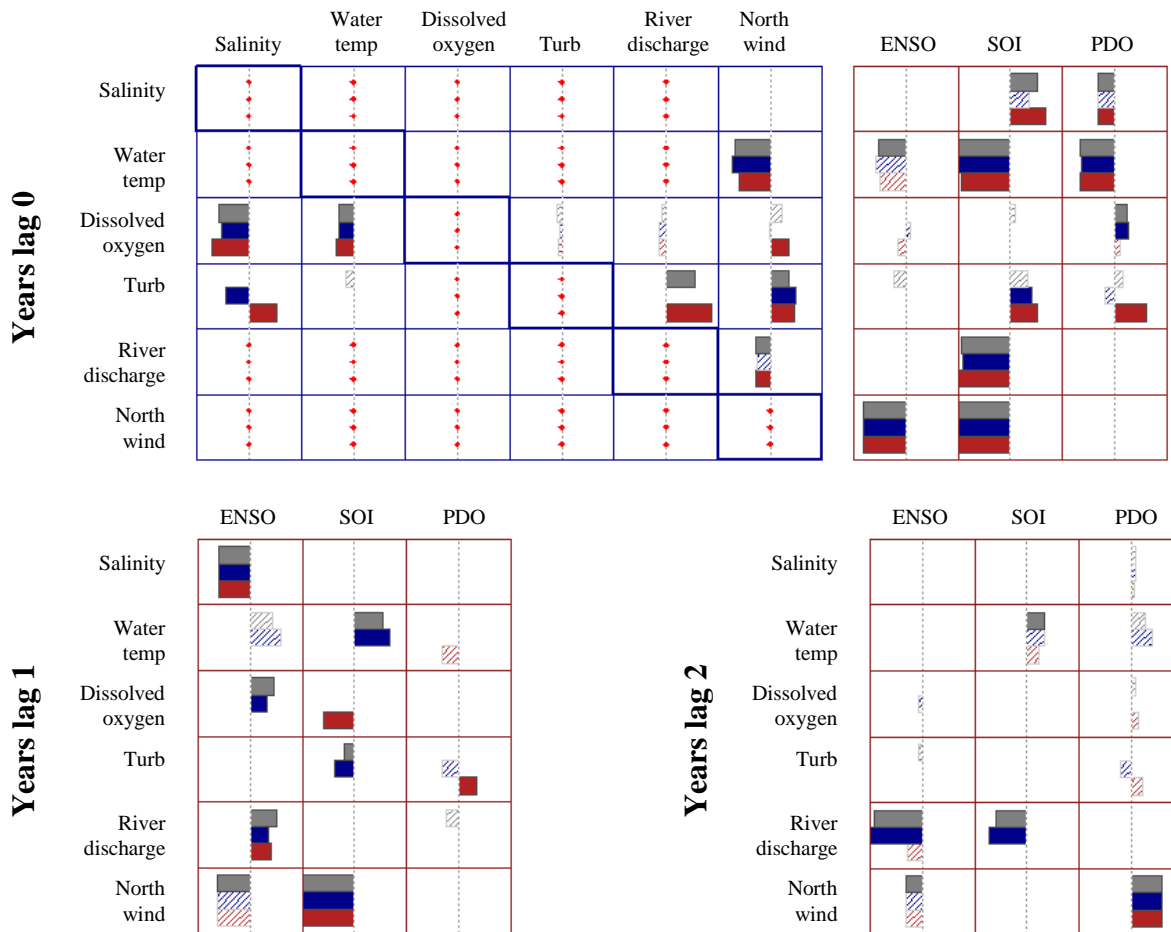 Salinity
Water
temp
Dissolved
oxygen
Turb
River
discharge
North
wind
ENSO
SOI
PDO
Years lag 0
Salinity
Water
temp
Dissolved
oxygen
Turb
River
discharge
North
wind
ENSO
SOI
PDO
Years lag 1
Salinity
Water
temp
Dissolved
oxygen
Turb
River
discharge
North
wind
ENSO
SOI
PDO
Years lag 2
Salinity
Water
temp
Dissolved
oxygen
Turb
River
discharge
North
wind